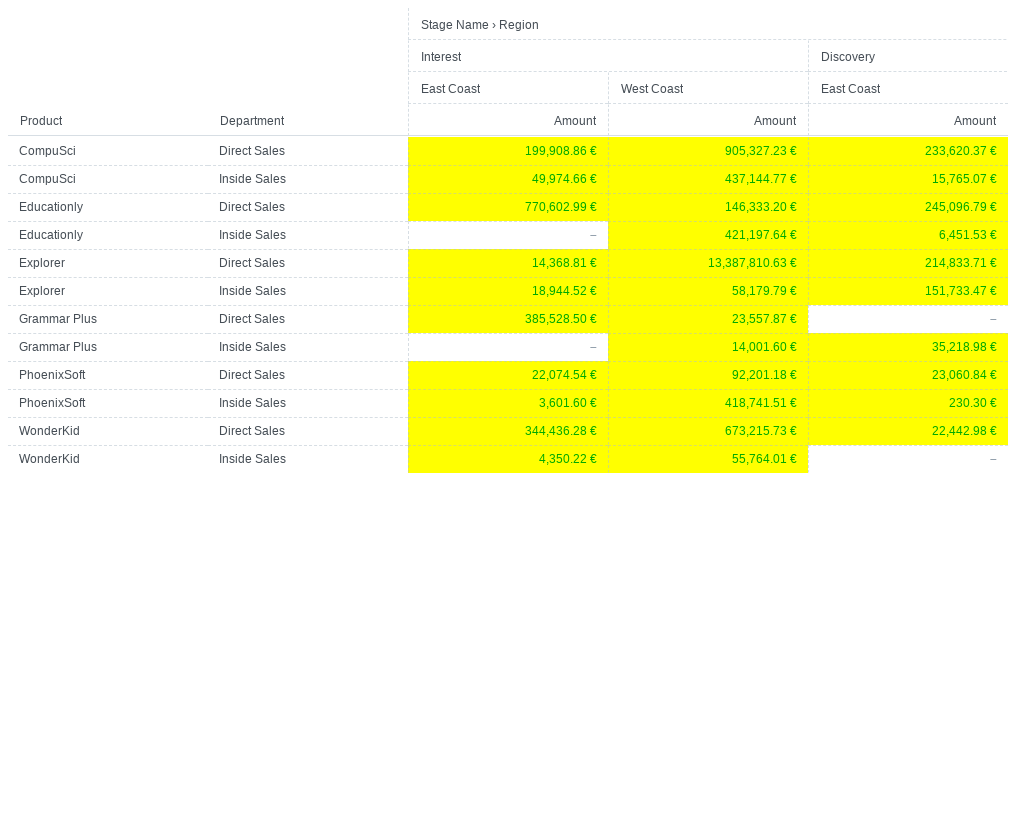 Stage Name › Region
Interest Discovery
East Coast West Coast East Coast
Product Department Amount Amount Amount
CompuSci Direct Sales 199,908.86 € 905,327.23 € 233,620.37 €
CompuSci Inside Sales 49,974.66 € 437,144.77 € 15,765.07 €
Educationly Direct Sales 770,602.99 € 146,333.20 € 245,096.79 €
Educationly Inside Sales – 421,197.64 € 6,451.53 €
Explorer Direct Sales 14,368.81 € 13,387,810.63 € 214,833.71 €
Explorer Inside Sales 18,944.52 € 58,179.79 € 151,733.47 €
Grammar Plus Direct Sales 385,528.50 € 23,557.87 € –
Grammar Plus Inside Sales – 14,001.60 € 35,218.98 €
PhoenixSoft Direct Sales 22,074.54 € 92,201.18 € 23,060.84 €
PhoenixSoft Inside Sales 3,601.60 € 418,741.51 € 230.30 €
WonderKid Direct Sales 344,436.28 € 673,215.73 € 22,442.98 €
WonderKid Inside Sales 4,350.22 € 55,764.01 € –